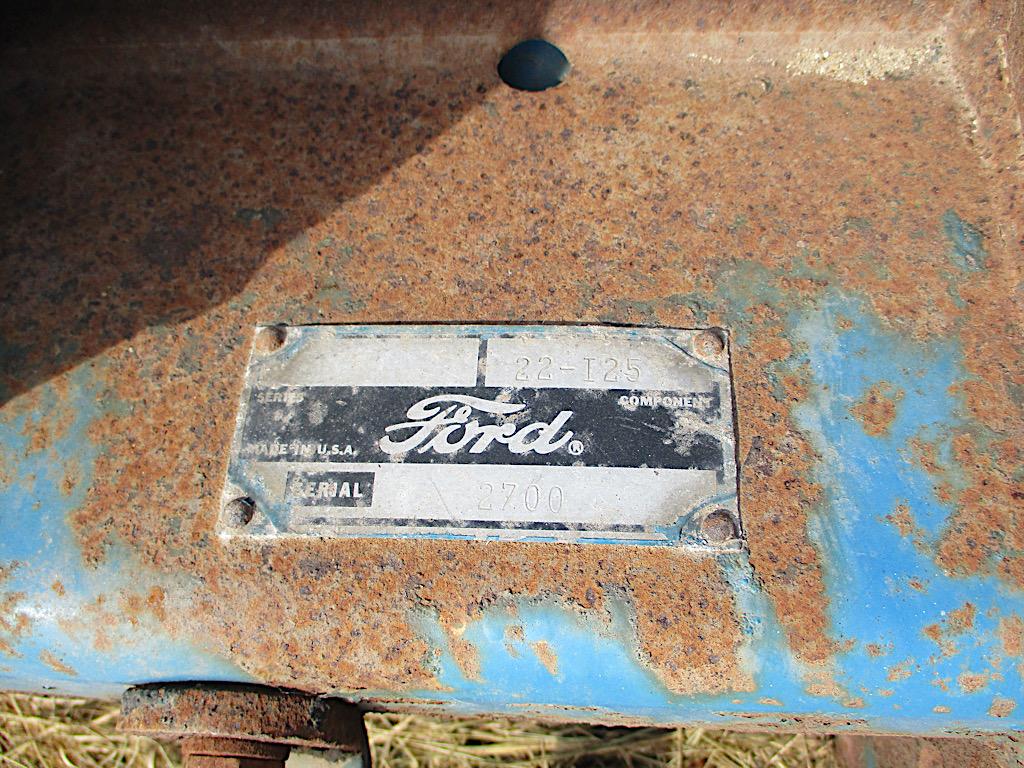 22-125
SERIES
COMPONENT
Ford®
MADE IN U.S.A.
SERIAL
2700